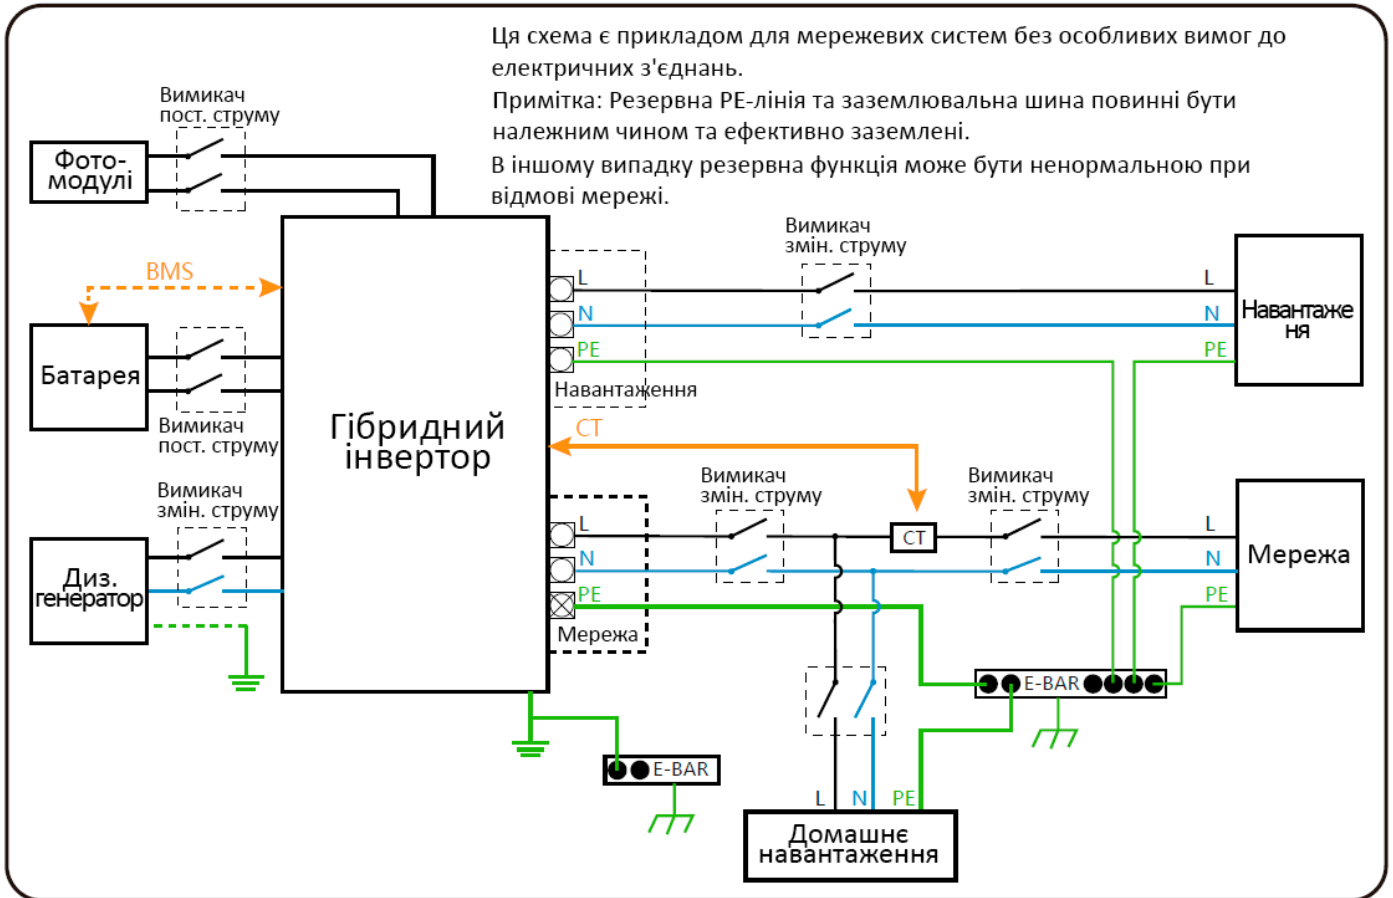 Ця схема є прикладом для мережевих систем без особливих вимог до
електричних з'єднань.
Примітка: Резервна PE-лінія та заземлювальна шина повинні бути
належним чином та ефективно заземлені.
В іншому випадку резервна функція може бути ненормальною при
відмові мережі.
Вимикач
пост. струму
Фото-
модулі
BMS
Батарея
Вимикач
пост. струму
Вимикач
змін. струму
Диз.
генератор
Гібридний
інвертор
L
N
PE
Навантаження
Вимикач
змін. струму
L
N
PE
Навантаже
ня
CT
L
N
PE
Мережа
Вимикач
змін. струму
CT
Вимикач
змін. струму
L
N
PE
Мережа
E-BAR
E-BAR
L
N
PE
Домашнє
навантаження